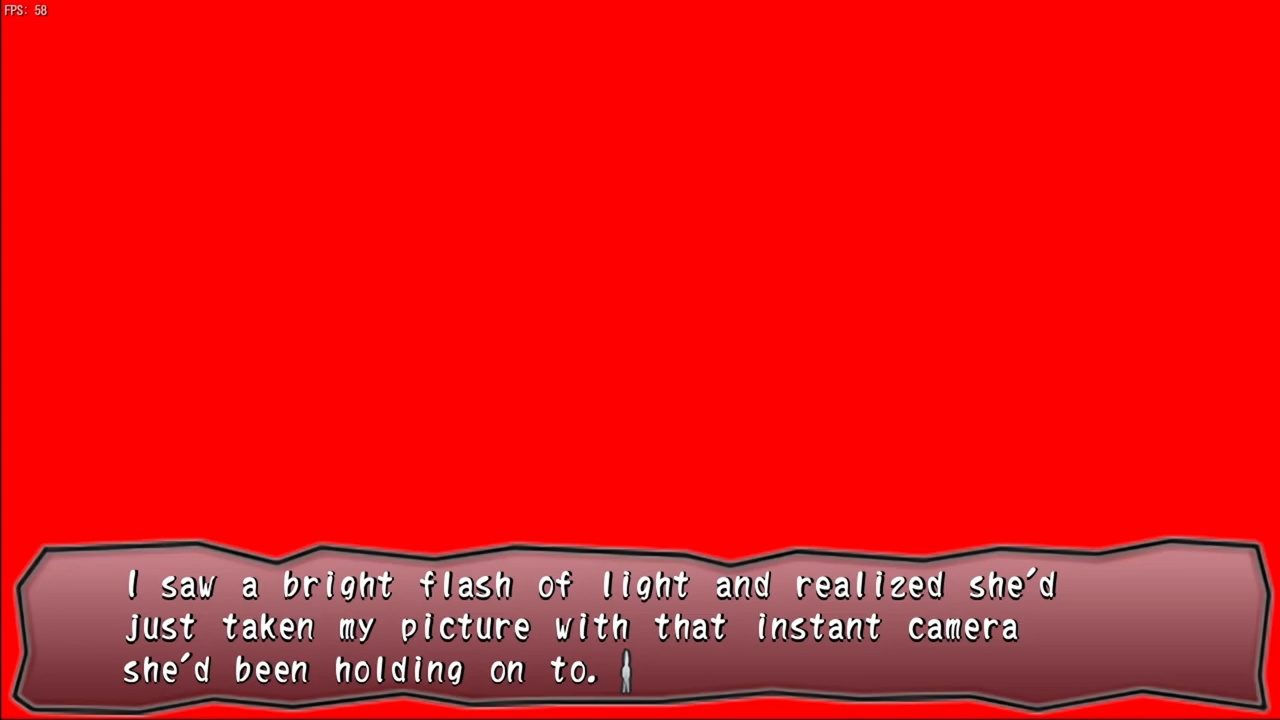 FPS: 58
I saw a bright flash of light and realized she'd
just taken my picture with that instant camera
she'd been holding on to.